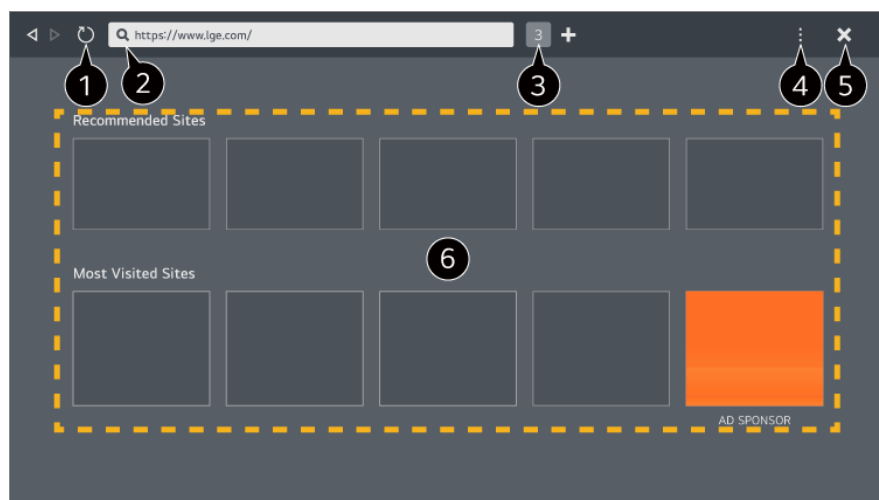 https://www.lge.com/ 3
1 2 3 4 5
Recommended Sites
6
Most Visited Sites
AD SPONSOR